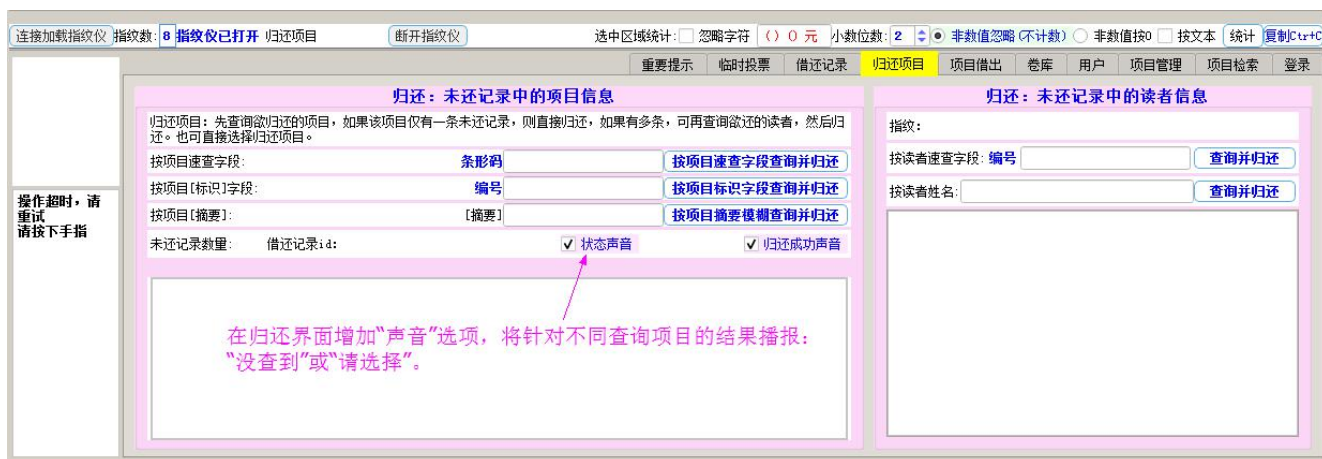 连接加载指纹仪 指纹数: 8 指纹仪已打开 归还项目 断开指纹仪 选中区域统计: 忽略字符 () 0 元 小数位数: 2 非数值忽略(不计数) 非数值按0 按文本 统计 复制Ctr+C
重要提示 临时投票 借还记录 归还项目 项目借出 卷库 用户 项目管理 项目检索 登录
操作超时，请
重试
请按下手指
归还：未还记录中的项目信息
归还项目：先查询欲归还的项目，如果该项目仅有一条未还记录，则直接归还，如果有多条，可再查询欲还的读者，然后归
还。也可直接选择归还项目。
按项目速查字段: 条形码 按项目速查字段查询并归还
按项目[标识]字段: 编号 按项目标识字段查询并归还
按项目[摘要]: [摘要] 按项目摘要模糊查询并归还
未还记录数量: 借还记录id: 状态声音 归还成功声音
在归还界面增加“声音”选项，将针对不同查询项目的结果播报：
“没查到”或“请选择”。
归还：未还记录中的读者信息
指纹:
按读者速查字段: 编号 查询并归还
按读者姓名: 查询并归还